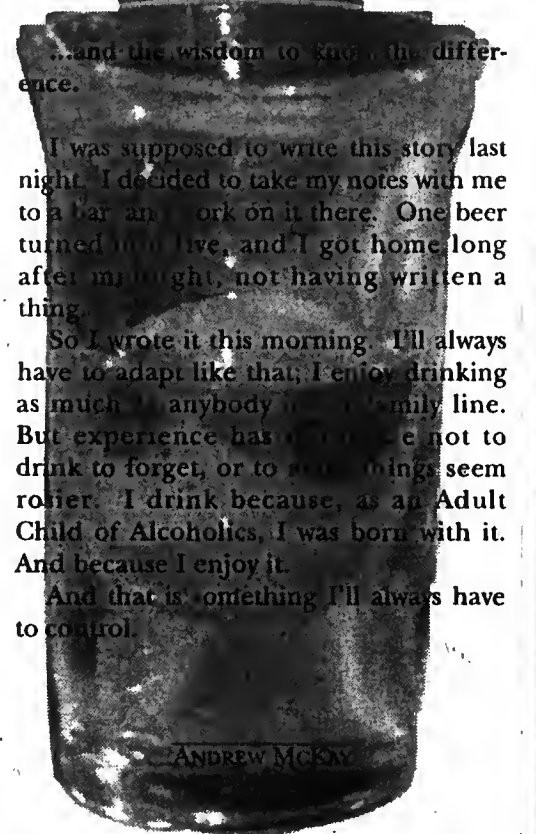 ...and the wisdom to know the differ-
ence.
I was supposed to write this story last
night. I decided to take my notes with me
to a bar and work on it there. One beer
turned into five, and I got home long
after midnight, not having written a
thing.
So I wrote it this morning. I'll always
have to adapt like that; I enjoy drinking
as much as anybody family line.
But experience has not to
drink to forget, or to things seem
rosier. I drink because, as an Adult
Child of Alcoholics, I was born with it.
And because I enjoy it.
And that is something I'll always have
to control.
ANDREW MCKAY